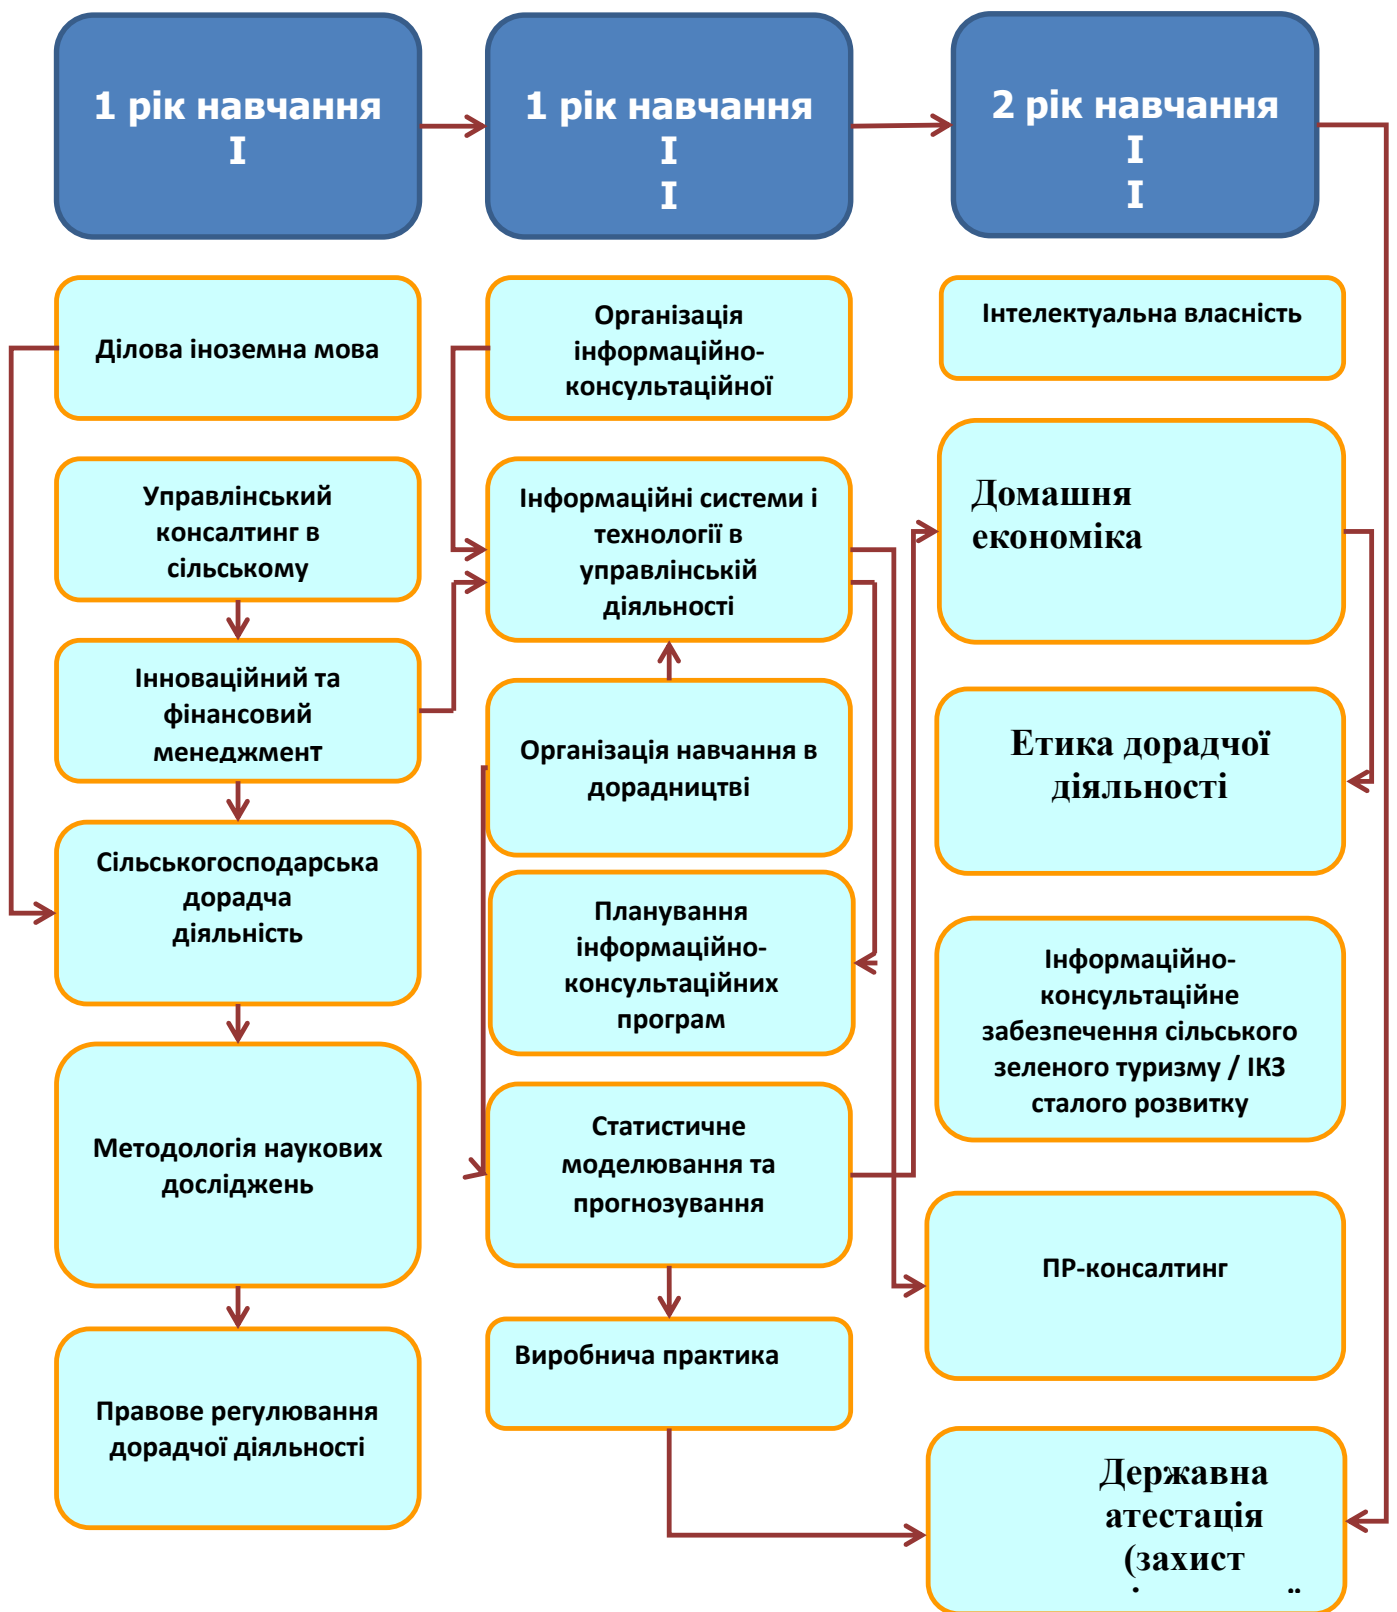 1 рік навчання
I
1 рік навчання
I
I
2 рік навчання
I
I
Ділова іноземна мова
Управлінський
консалтинг в
сільському
Інноваційний та
фінансовий
менеджмент
Сільськогосподарська
дорадча
діяльність
Методологія наукових
досліджень
Правове регулювання
дорадчої діяльності
Організація
інформаційно-
консультаційної
Інформаційні системи і
технології в
управлінській
діяльності
Організація навчання в
дорадництві
Планування
інформаційно-
консультаційних
програм
Статистичне
моделювання та
прогнозування
Виробнича практика
Інтелектуальна власність
Домашня
економіка
Етика дорадчої
діяльності
Інформаційно-
консультаційне
забезпечення сільського
зеленого туризму / ІКЗ
сталого розвитку
ПР-консалтинг
Державна
атестація
(захист